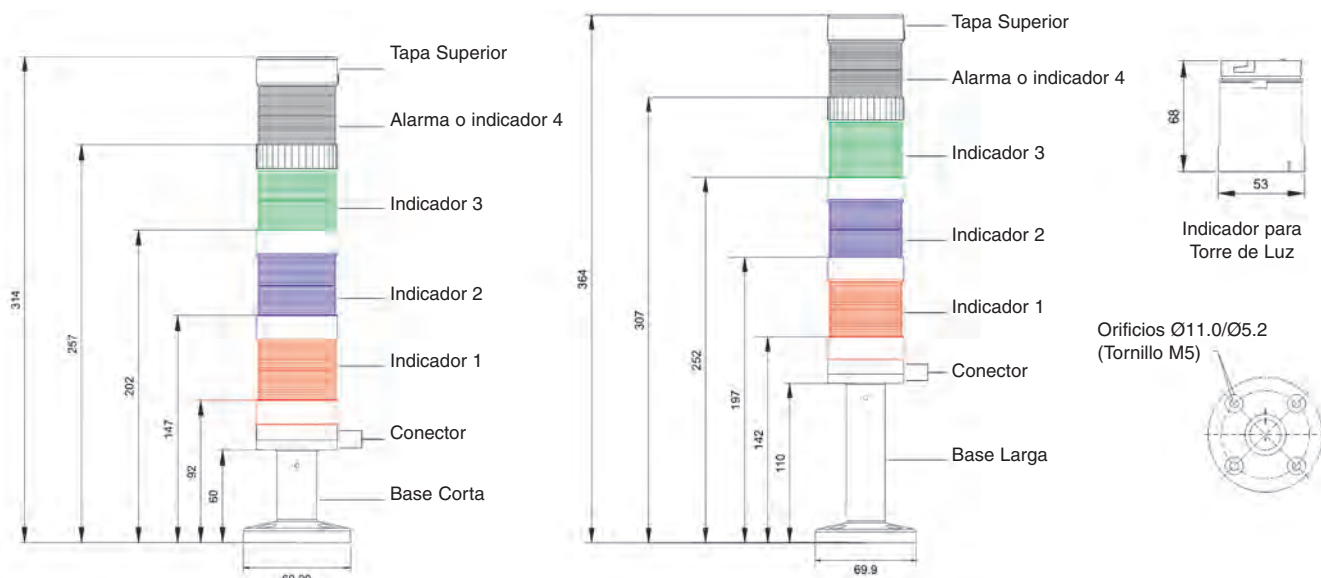 Tapa Superior
Alarma o indicador 4
Indicador 3
Indicador 2
Indicador 1
Conector
Base Corta
314
257
202
147
92
60
Tapa Superior
Alarma o indicador 4
Indicador 3
Indicador 2
Indicador 1
Conector
Base Larga
364
307
252
197
142
110
69.9
68
53
Indicador para
Torre de Luz
Orificios Ø11.0/Ø5.2
(Tornillo M5)